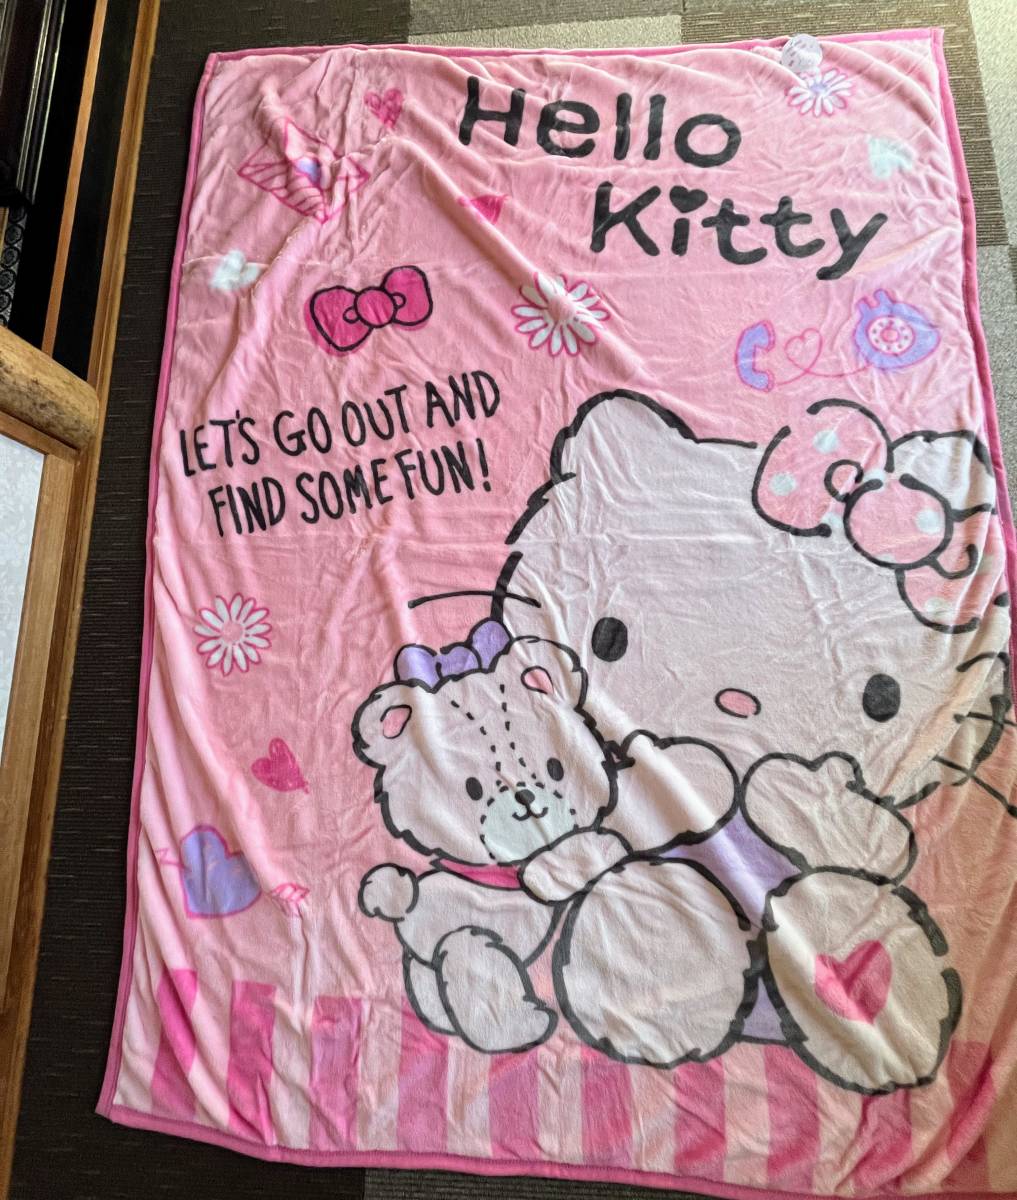 Hello
Kitty
LET'S GO OUT AND
FIND SOME FUN!